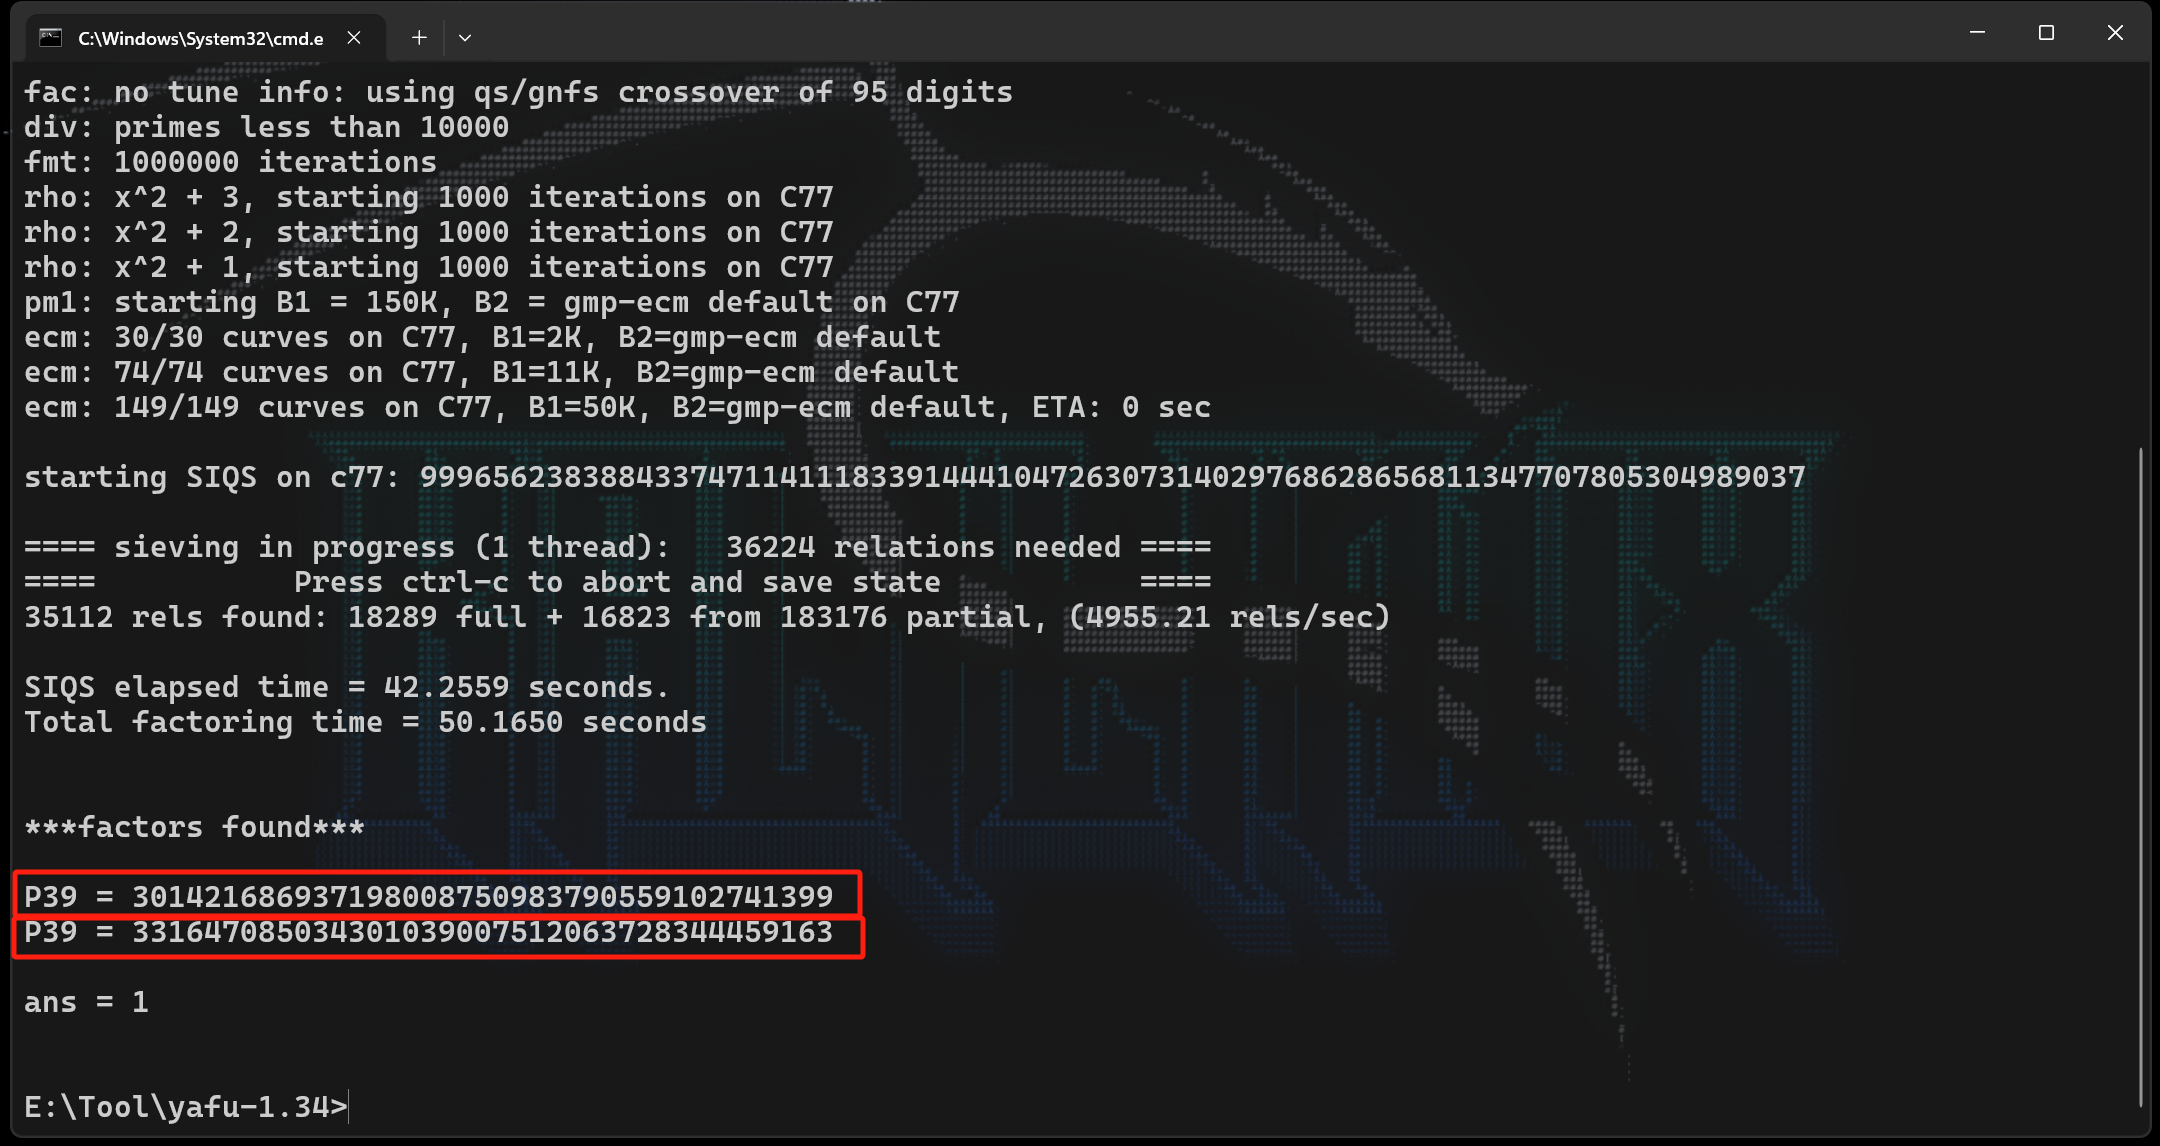 C:\Windows\System32\cmd.e
fac: no tune info: using qs/gnfs crossover of 95 digits
div: primes less than 10000
fmt: 1000000 iterations
rho: x^2 + 3, starting 1000 iterations on C77
rho: x^2 + 2, starting 1000 iterations on C77
rho: x^2 + 1, starting 1000 iterations on C77
pm1: starting B1 = 150K, B2 = gmp-ecm default on C77
ecm: 30/30 curves on C77, B1=2K, B2=gmp-ecm default
ecm: 74/74 curves on C77, B1=11K, B2=gmp-ecm default
ecm: 149/149 curves on C77, B1=50K, B2=gmp-ecm default, ETA: 0 sec
starting SIQS on c77: 99965623838843374711411183391444104726307314029768628656811347707805304989037
==== sieving in progress (1 thread):   36224 relations needed ====
====           Press ctrl-c to abort and save state           ====
35112 rels found: 18289 full + 16823 from 183176 partial, (4955.21 rels/sec)
SIQS elapsed time = 42.2559 seconds.
Total factoring time = 50.1650 seconds
***factors found***
P39 = 301421686937198008750983790559102741399
P39 = 331647085034301039007512063728344459163
ans = 1
E:\Tool\yafu-1.34>